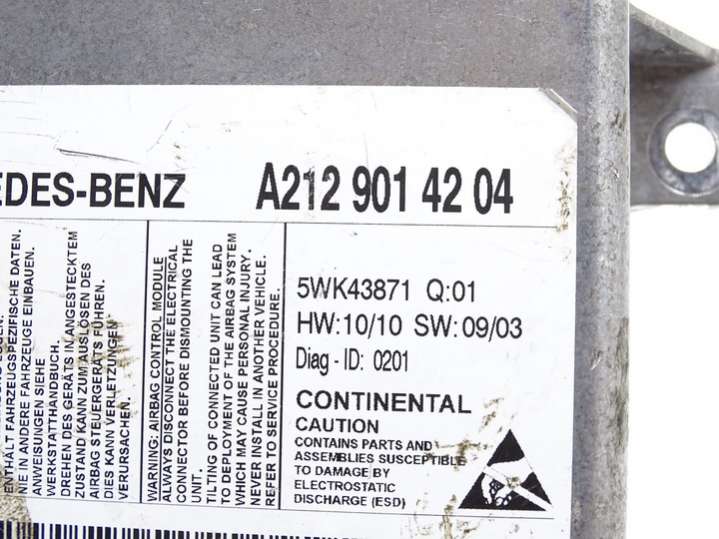 EDES-BENZ A212 901 42 04
ENTHÄLT FAHRZEUGSPEZIFISCHE DATEN.
NIE IN ANDERE FAHRZEUGE EINBAUEN.
ANWEISUNGEN SIEHE
WERKSTATTHANDBUCH.
DREHEN DES GERÄTS IN ANGESTECKTEM
ZUSTAND KANN ZUM AUSLÖSEN DES
AIRBAG STEUERGERÄTS FÜHREN.
DIES KANN VERLETZUNGEN
VERURSACHEN.
WARNING: AIRBAG CONTROL MODULE
ALWAYS DISCONNECT THE ELECTRICAL
CONNECTOR BEFORE DISMOUNTING THE
UNIT.
TILTING OF CONNECTED UNIT CAN LEAD
TO DEPLOYMENT OF THE AIRBAG SYSTEM
WHICH MAY CAUSE PERSONAL INJURY.
NEVER INSTALL IN ANOTHER VEHICLE.
REFER TO SERVICE PROCEDURE.
5WK43871 Q:01
HW:10/10 SW:09/03
Diag - ID: 0201
CONTINENTAL
CAUTION
CONTAINS PARTS AND
ASSEMBLIES SUSCEPTIBLE
TO DAMAGE BY
ELECTROSTATIC
DISCHARGE (ESD)